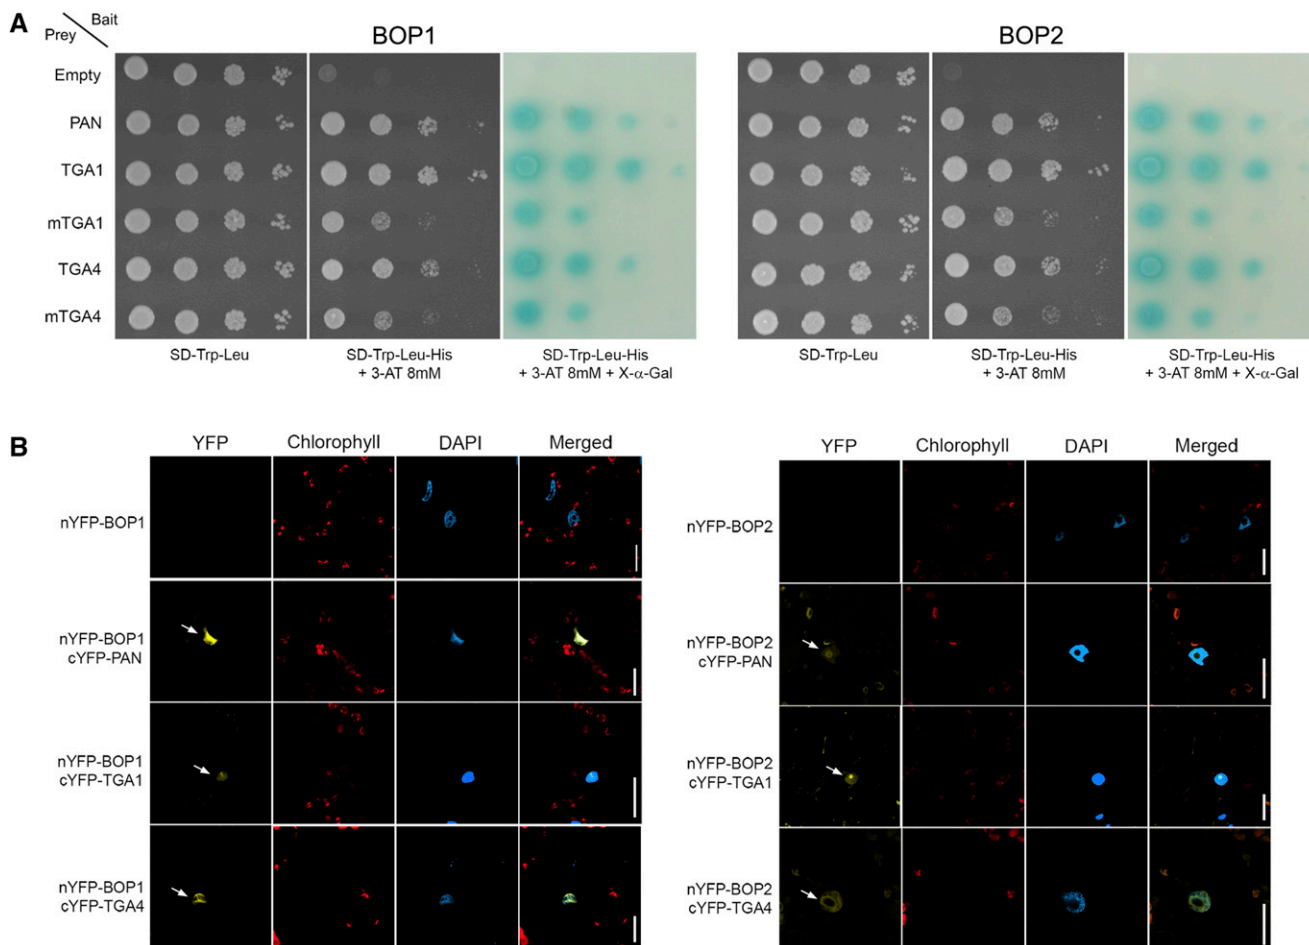 A
Bait
Prey
BOP1
BOP2
Empty
PAN
TGA1
mTGA1
TGA4
mTGA4
SD-Trp-Leu
SD-Trp-Leu-His
+ 3-AT 8mM
SD-Trp-Leu-His
+ 3-AT 8mM + X-α-Gal
SD-Trp-Leu
SD-Trp-Leu-His
+ 3-AT 8mM
SD-Trp-Leu-His
+ 3-AT 8mM + X-α-Gal
B
YFP Chlorophyll DAPI Merged
nYFP-BOP1
nYFP-BOP1
cYFP-PAN
nYFP-BOP1
cYFP-TGA1
nYFP-BOP1
cYFP-TGA4
YFP Chlorophyll DAPI Merged
nYFP-BOP2
nYFP-BOP2
cYFP-PAN
nYFP-BOP2
cYFP-TGA1
nYFP-BOP2
cYFP-TGA4